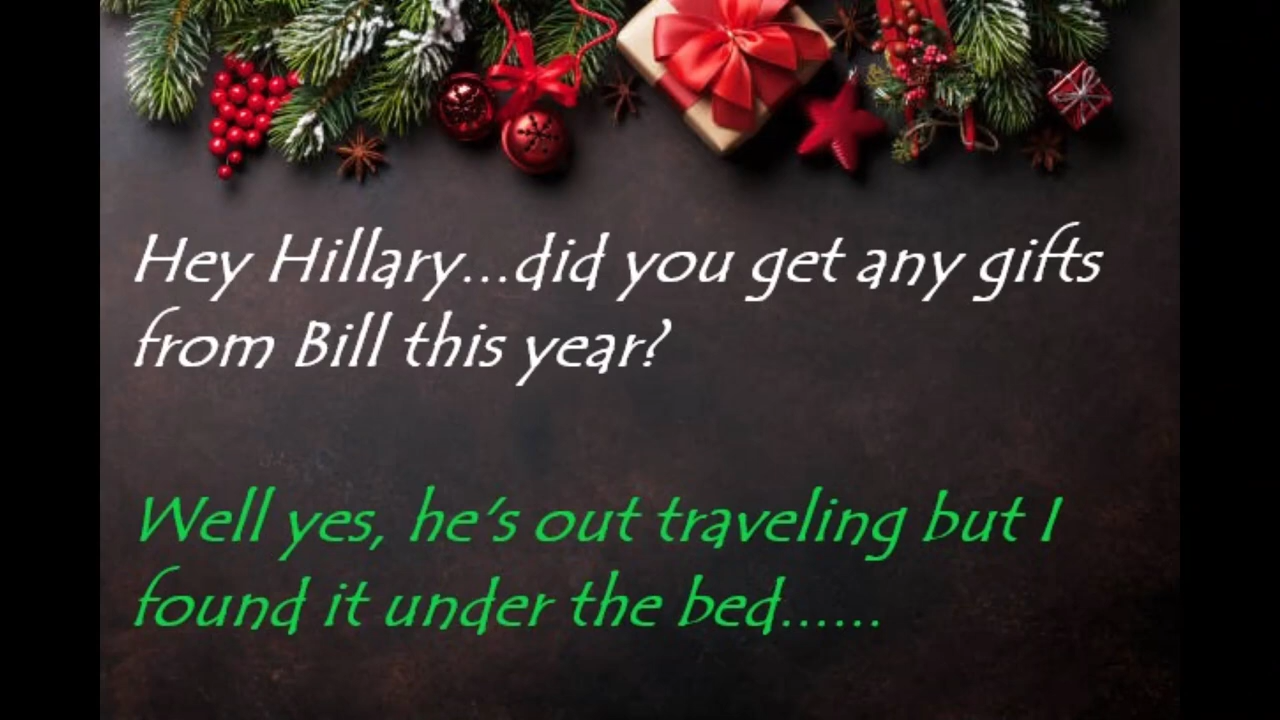 Hey Hillary...did you get any gifts
from Bill this year?
Well yes, he's out traveling but I
found it under the bed......